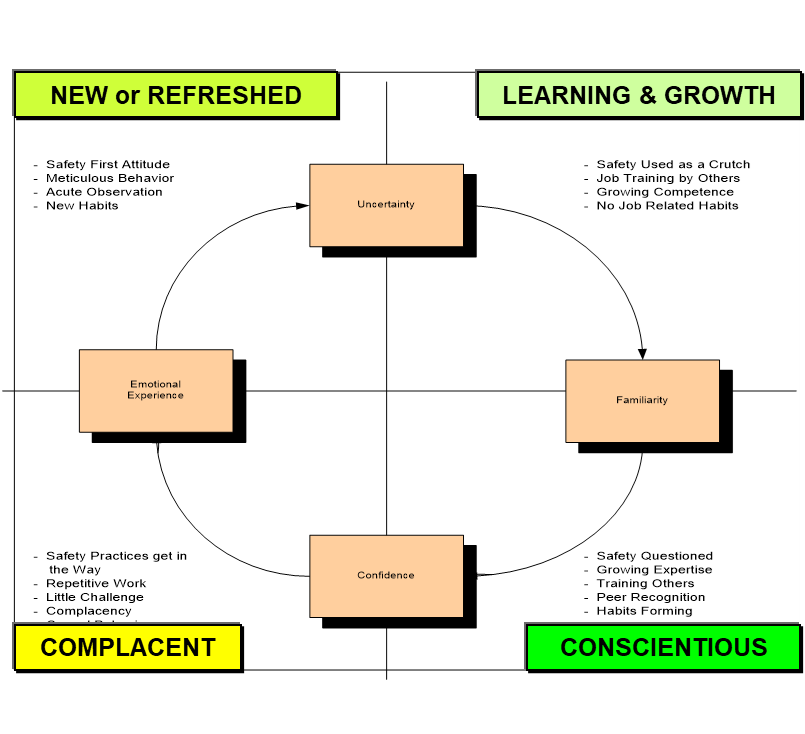 NEW or REFRESHED
LEARNING & GROWTH
- Safety First Attitude
- Meticulous Behavior
- Acute Observation
- New Habits
- Safety Used as a Crutch
- Job Training by Others
- Growing Competence
- No Job Related Habits
Uncertainty
Emotional
Experience
Familiarity
Confidence
- Safety Practices get in
the Way
- Repetitive Work
- Little Challenge
- Complacency
- Safety Questioned
- Growing Expertise
- Training Others
- Peer Recognition
- Habits Forming
COMPLACENT
CONSCIENTIOUS